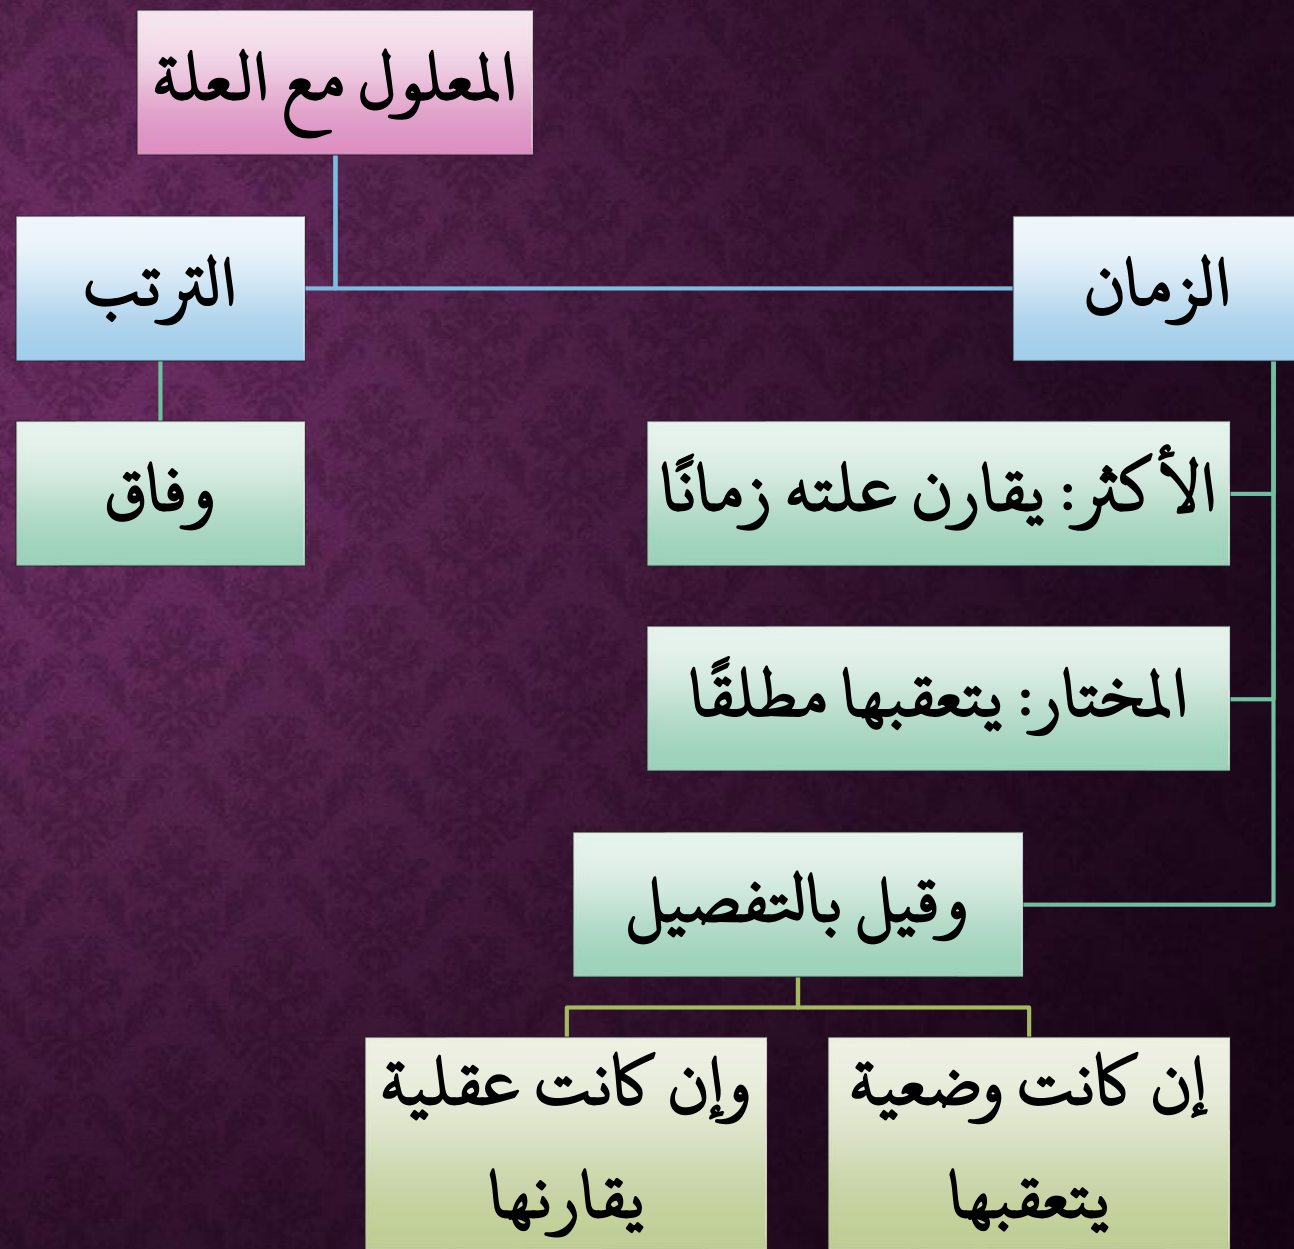 المعلول مع العلة
الزمان
الترتب
الأكثر: يقارن علته زمانًا
وفاق
المختار: يتعقبها مطلقًا
وقيل بالتفصيل
إن كانت وضعية
يتعقبها
وإن كانت عقلية
يقارنها